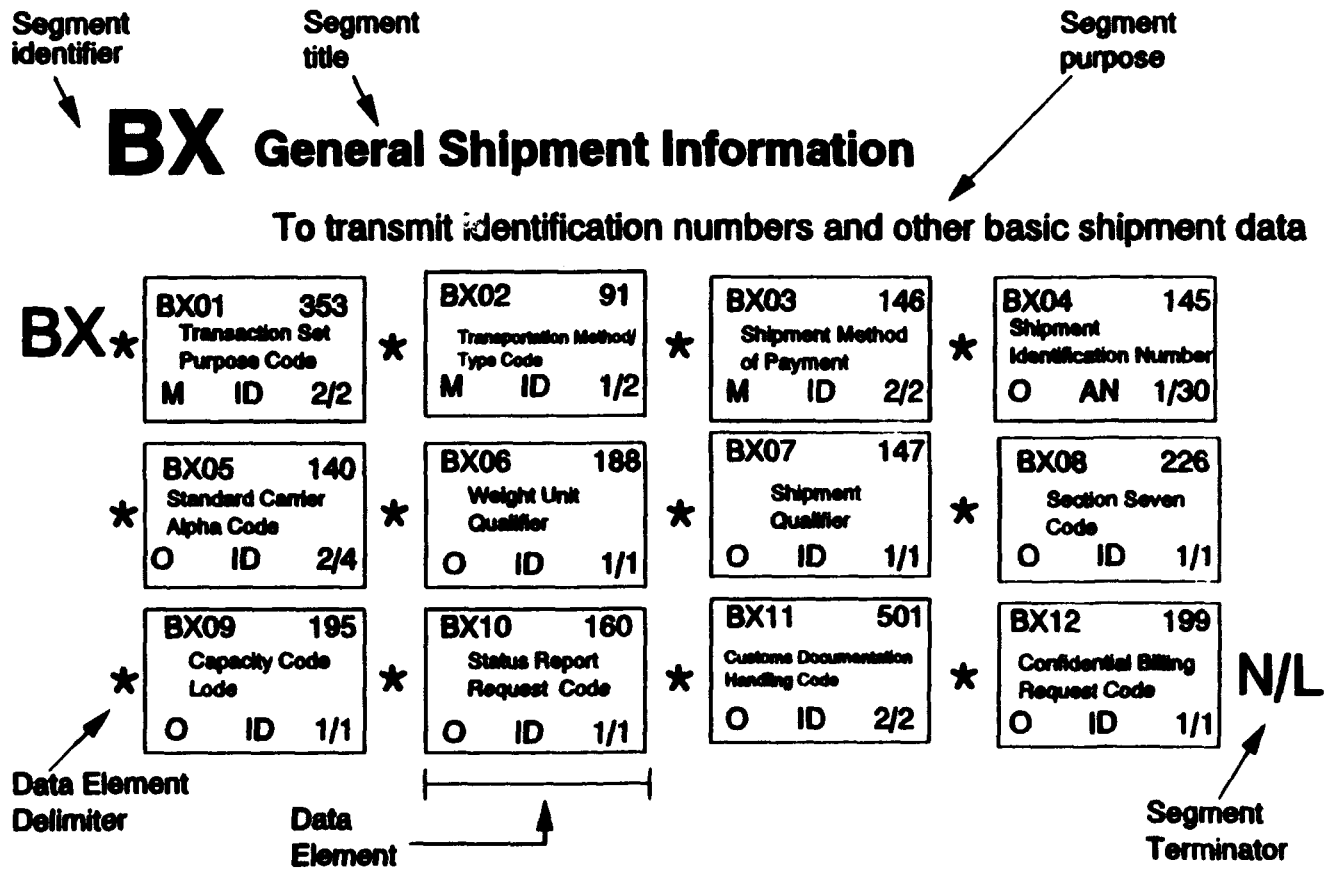 Segment
identifier
Segment
title
Segment
purpose
BX General Shipment Information
To transmit identification numbers and other basic shipment data
BX
*
BX01 353
Transaction Set
Purpose Code
M ID 2/2
*
BX02 91
Transportation Method/
Type Code
M ID 1/2
*
BX03 146
Shipment Method
of Payment
M ID 2/2
*
BX04 145
Shipment
Identification Number
O AN 1/30
*
BX05 140
Standard Carrier
Alpha Code
O ID 2/4
*
BX06 188
Weight Unit
Qualifier
O ID 1/1
*
BX07 147
Shipment
Qualifier
O ID 1/1
*
BX08 226
Section Seven
Code
O ID 1/1
*
BX09 195
Capacity Code
Lode
O ID 1/1
*
BX10 160
Status Report
Request Code
O ID 1/1
*
BX11 501
Customs Documentation
Handling Code
O ID 2/2
*
BX12 199
Confidential Billing
Request Code
O ID 1/1
N/L
Data Element
Delimiter
Data
Element
Segment
Terminator